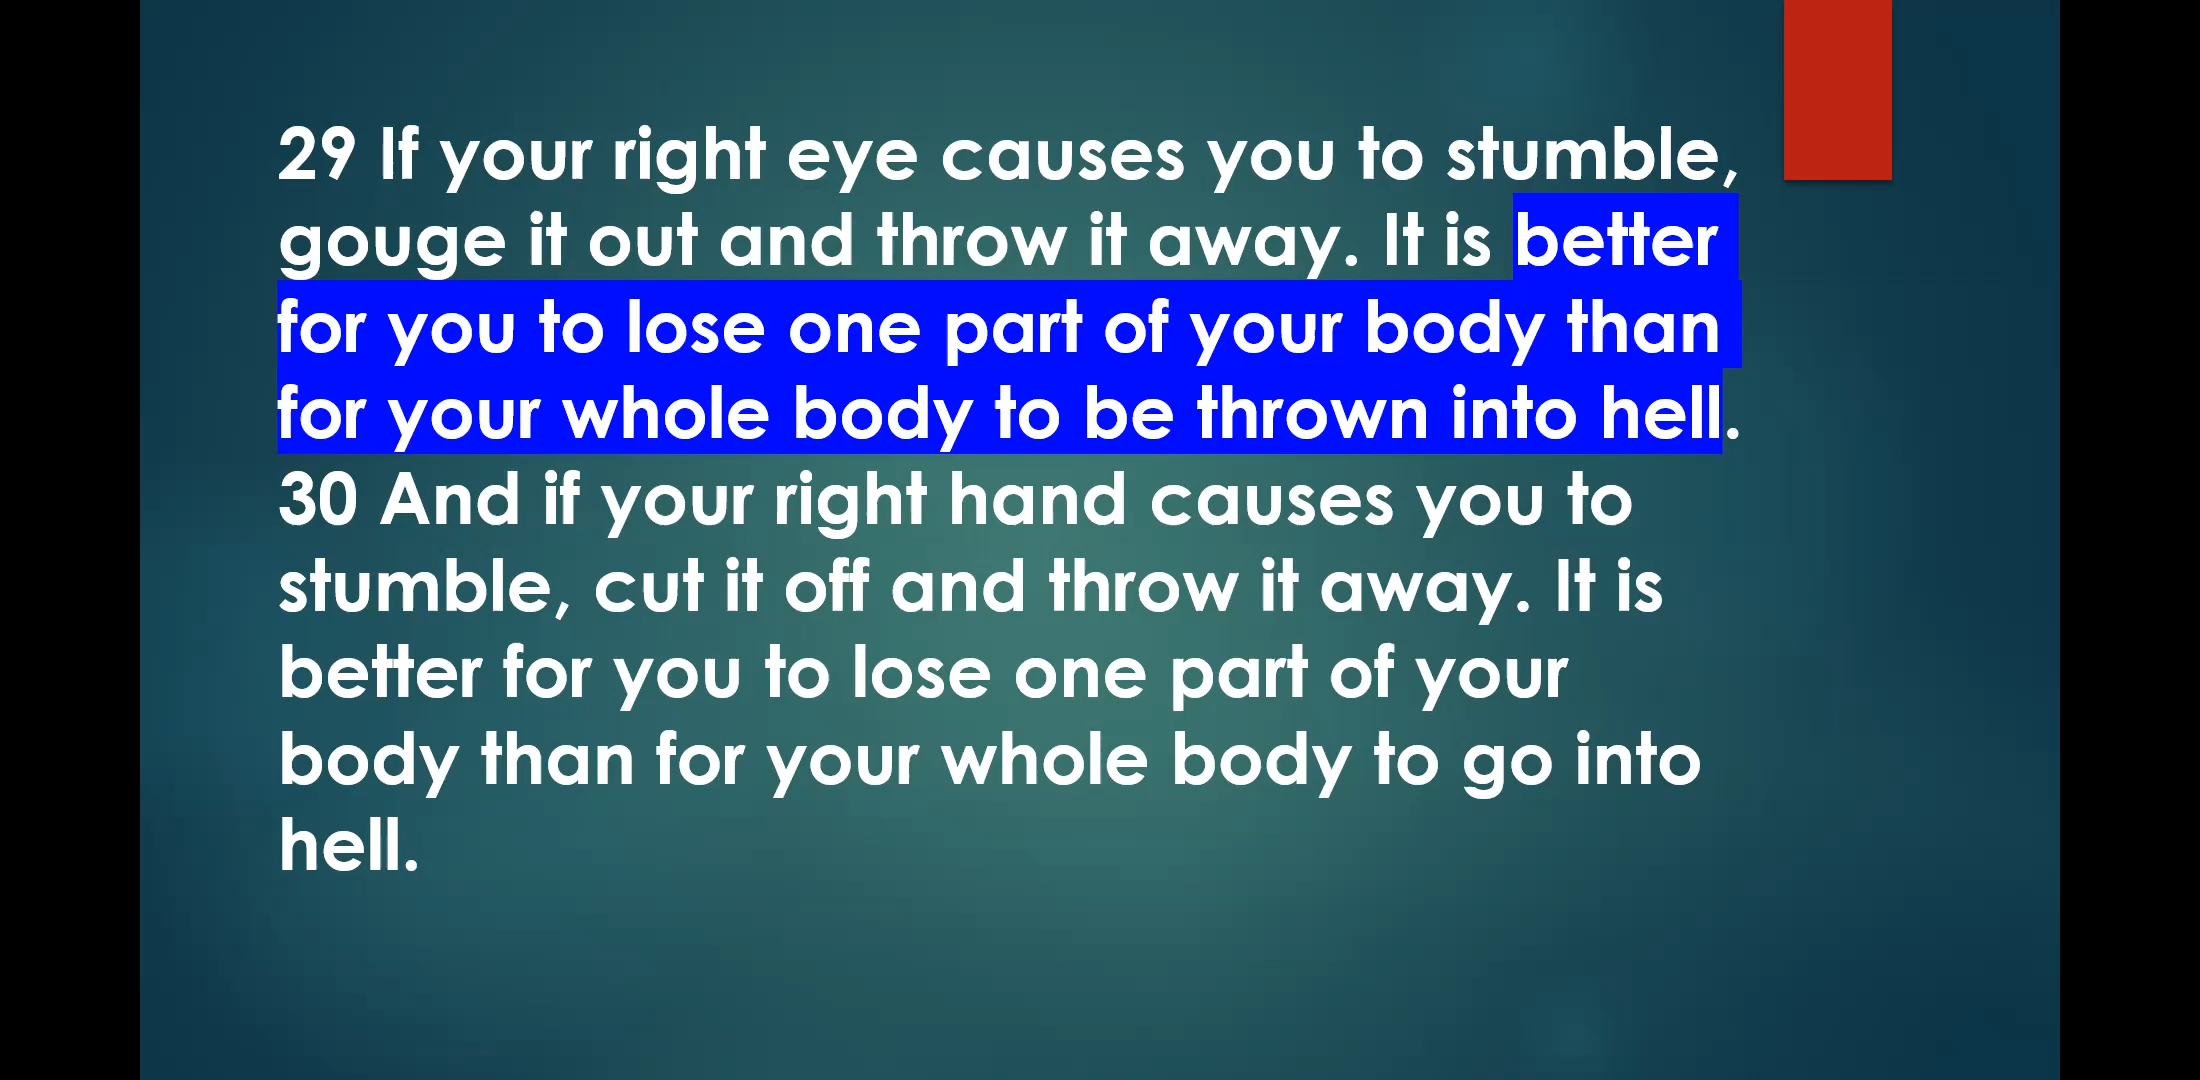 29 If your right eye causes you to stumble,
gouge it out and throw it away. It is better
for you to lose one part of your body than
for your whole body to be thrown into hell.
30 And if your right hand causes you to
stumble, cut it off and throw it away. It is
better for you to lose one part of your
body than for your whole body to go into
hell.